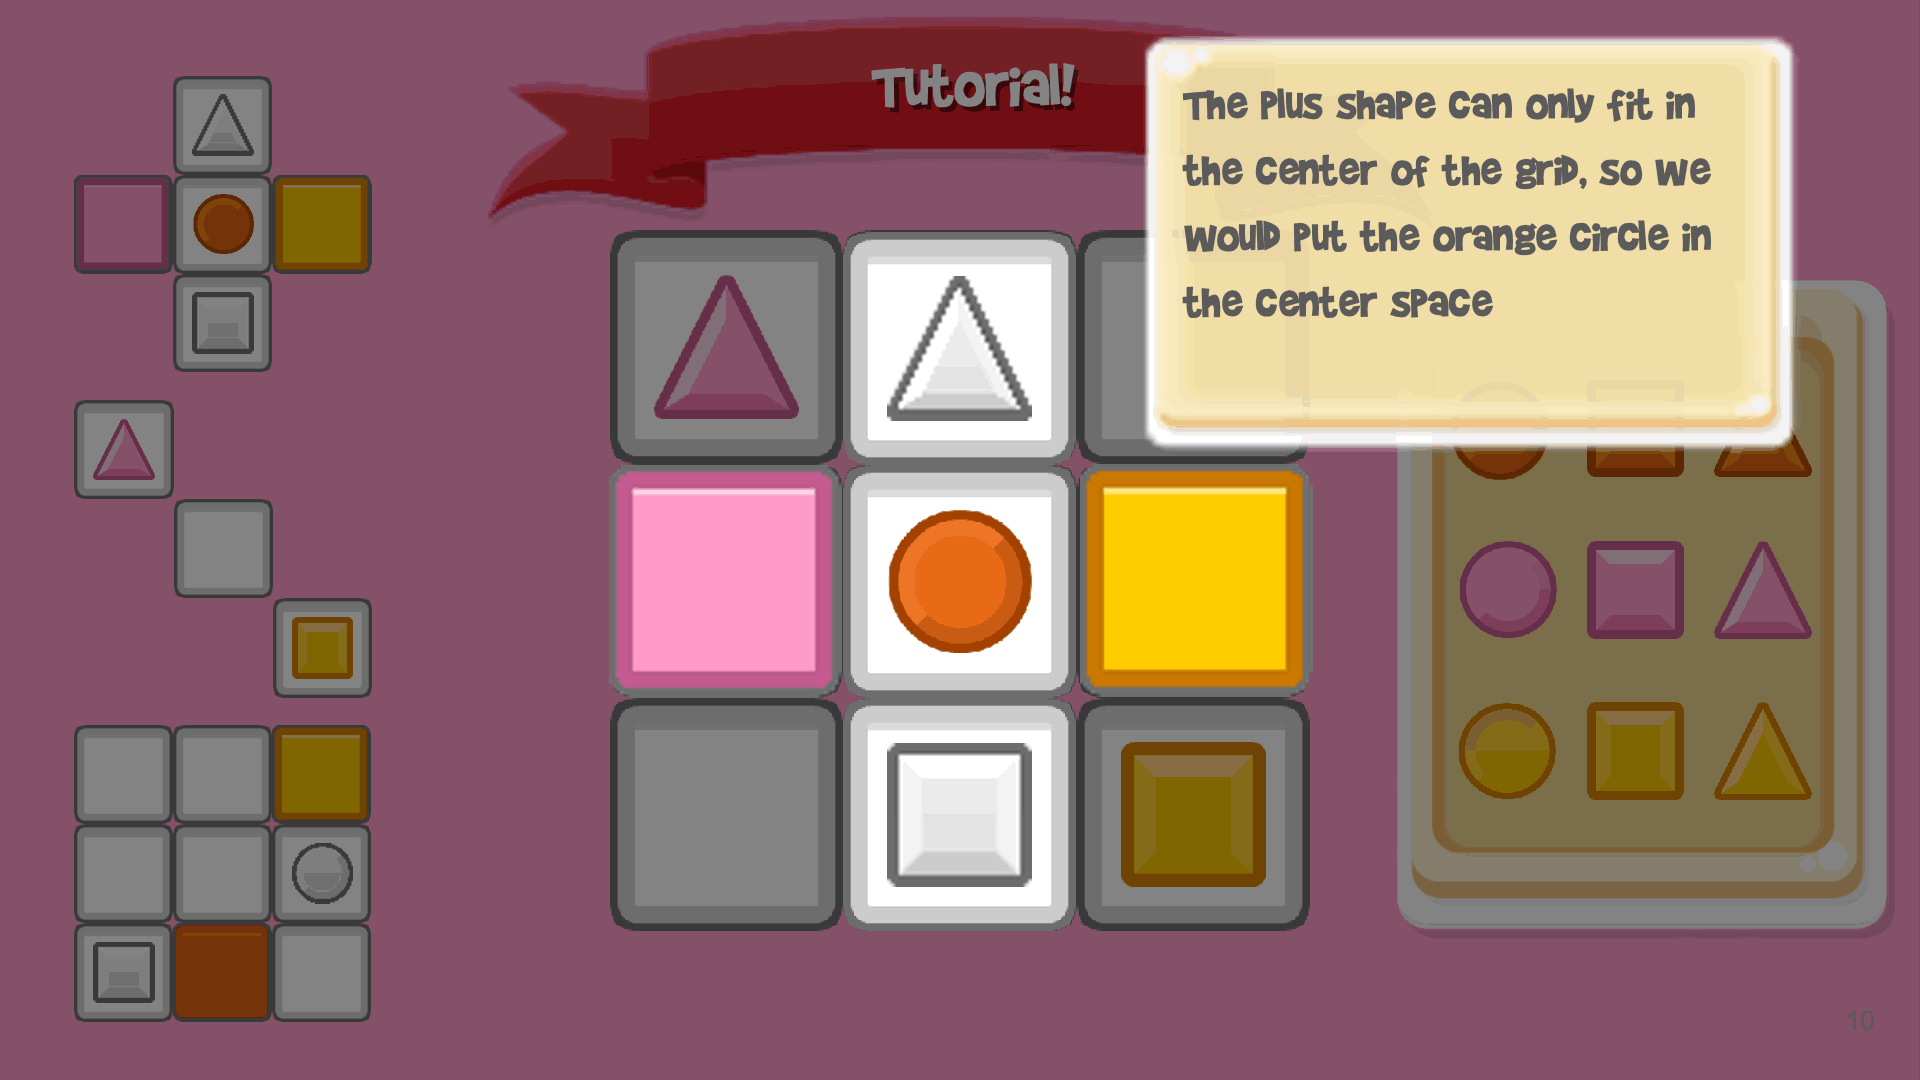 Tutorial!
The Plus shape can only fit in
the center of the grid, so we
would put the orange circle in
the center space
10